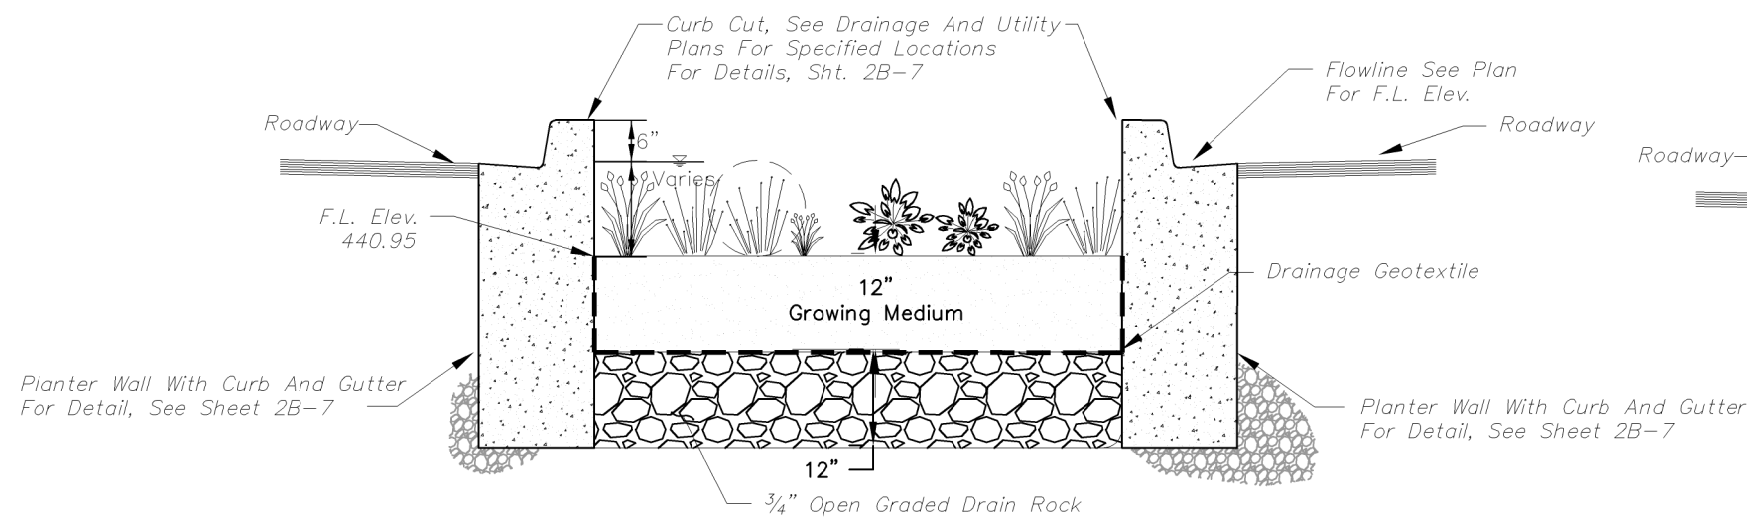 Curb Cut, See Drainage And Utility
Plans For Specified Locations
For Details, Sht. 2B-7
Flowline See Plan
For F.L. Elev.
Roadway
Roadway
Roadway
6"
Varies
F.L. Elev.
440.95
Drainage Geotextile
12"
Growing Medium
Planter Wall With Curb And Gutter
For Detail, See Sheet 2B-7
Planter Wall With Curb And Gutter
For Detail, See Sheet 2B-7
12"
¾" Open Graded Drain Rock